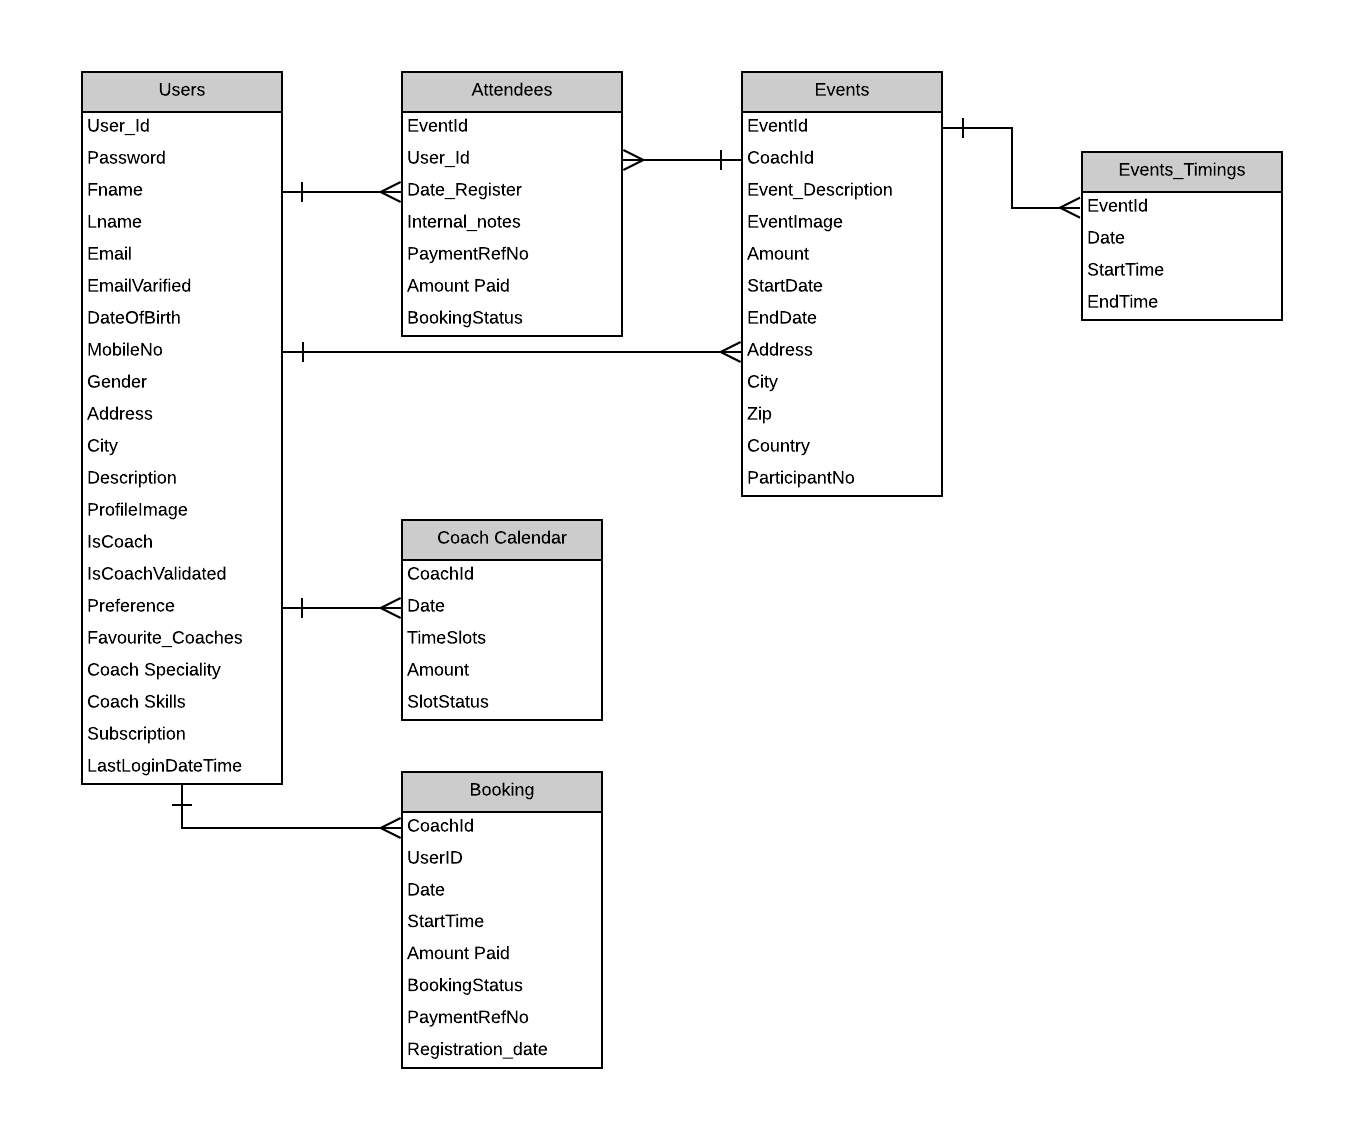 Users
User_Id
Password
Fname
Lname
Email
EmailVarified
DateOfBirth
MobileNo
Gender
Address
City
Description
ProfileImage
IsCoach
IsCoachValidated
Preference
Favourite_Coaches
Coach Speciality
Coach Skills
Subscription
LastLoginDateTime
Attendees
EventId
User_Id
Date_Register
Internal_notes
PaymentRefNo
Amount Paid
BookingStatus
Events
EventId
CoachId
Event_Description
EventImage
Amount
StartDate
EndDate
Address
City
Zip
Country
ParticipantNo
Events_Timings
EventId
Date
StartTime
EndTime
Coach Calendar
CoachId
Date
TimeSlots
Amount
SlotStatus
Booking
CoachId
UserID
Date
StartTime
Amount Paid
BookingStatus
PaymentRefNo
Registration_date